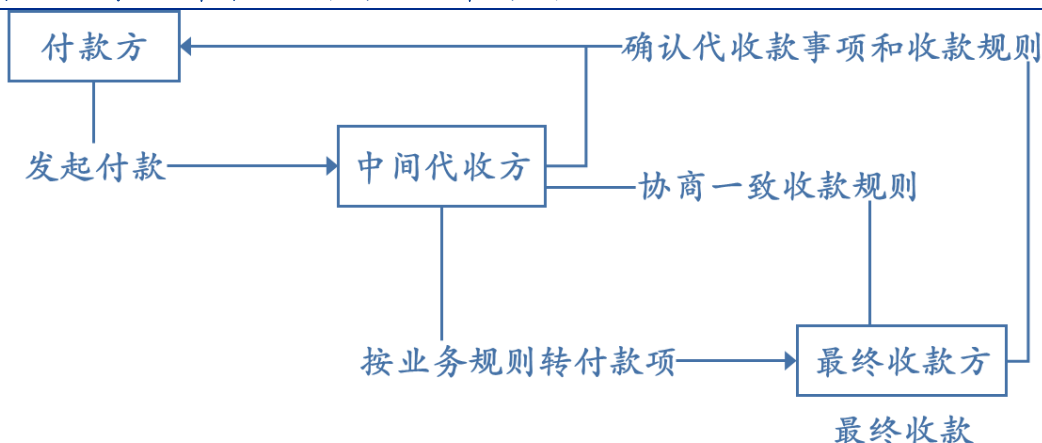 付款方
确认代收款事项和收款规则
发起付款
中间代收方
协商一致收款规则
按业务规则转付款项
最终收款方
最终收款